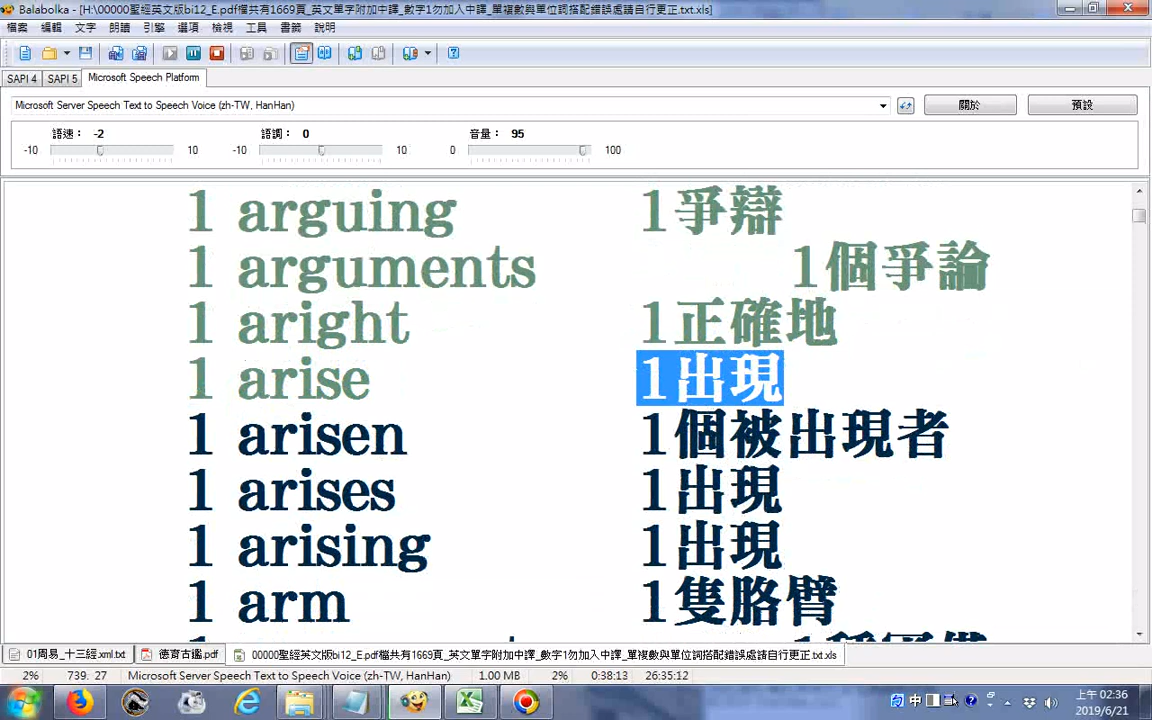 Balabolka - [H:\00000聖經英文版bi12_E.pdf檔共有1669頁_英文單字附加中譯_數字1勿加入中譯_單複數與單位詞搭配錯誤處請自行更正.txt.xls]
檔案 編輯 文字 朗讀 引擎 選項 檢視 工具 書籤 說明
SAPI 4 SAPI 5 Microsoft Speech Platform
Microsoft Server Speech Text to Speech Voice (zh-TW, HanHan) 關於 預設
語速： -2 語調： 0 音量： 95
-10 10 -10 10 0 100
1 arguing 1爭辯
1 arguments 1個爭論
1 aright 1正確地
1 arise 1出現
1 arisen 1個被出現者
1 arises 1出現
1 arising 1出現
1 arm 1隻胳臂
01周易_十三經.xml.txt 德育古鑑.pdf 00000聖經英文版bi12_E.pdf檔共有1669頁_英文單字附加中譯_數字1勿加入中譯_單複數與單位詞搭配錯誤處請自行更正.txt.xls
2% 739. 27 Microsoft Server Speech Text to Speech Voice (zh-TW, HanHan) 1.00 MB 2% 0:38:13 26:35:12
中 上午 02:36
2019/6/21